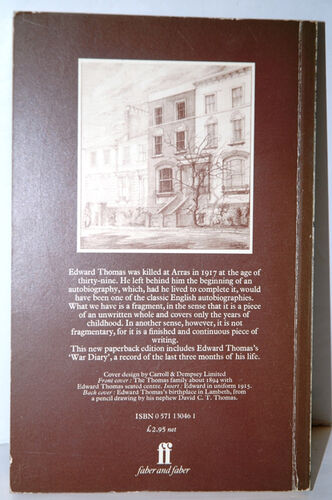 Edward Thomas was killed at Arras in 1917 at the age of
thirty-nine. He left behind him the beginning of an
autobiography, which, had he lived to complete it, would
have been one of the classic English autobiographies.
What we have is a fragment, in the sense that it is a piece
of an unwritten whole and covers only the years of
childhood. In another sense, however, it is not
fragmentary, for it is a finished and continuous piece of
writing.
This new paperback edition includes Edward Thomas's
'War Diary', a record of the last three months of his life.
Cover design by Carroll & Dempsey Limited
Front cover: The Thomas family about 1894 with
Edward Thomas seated centre. Insert: Edward in uniform 1915.
Back cover: Edward Thomas's birthplace in Lambeth, from
a pencil drawing by his nephew David C. T. Thomas.
ISBN 0 571 13046 1
£2.95 net
ff
faber and faber